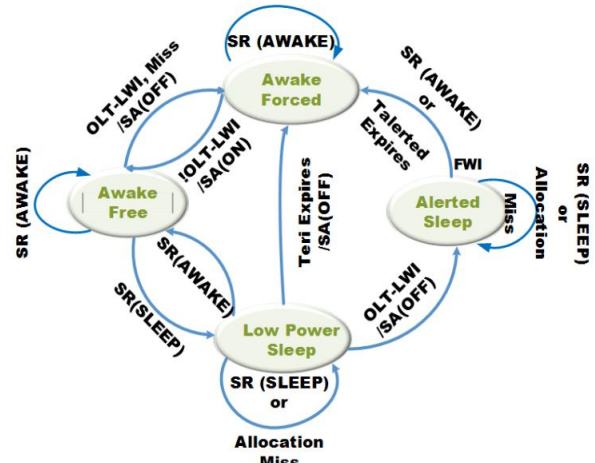 SR (AWAKE)
Awake
Forced
OLT-LWI, Miss
/SA(OFF)
!OLT-LWI
/SA(ON)
SR (AWAKE)
or
Talerted
Expires
FWI
SR (AWAKE)
Awake
Free
Teri Expires
/SA(OFF)
Alerted
Sleep
SR (SLEEP)
or
Allocation
Miss
SR(AWAKE)
SR(SLEEP)
OLT-LWI
/SA(OFF)
Low Power
Sleep
SR (SLEEP)
or
Allocation
Miss